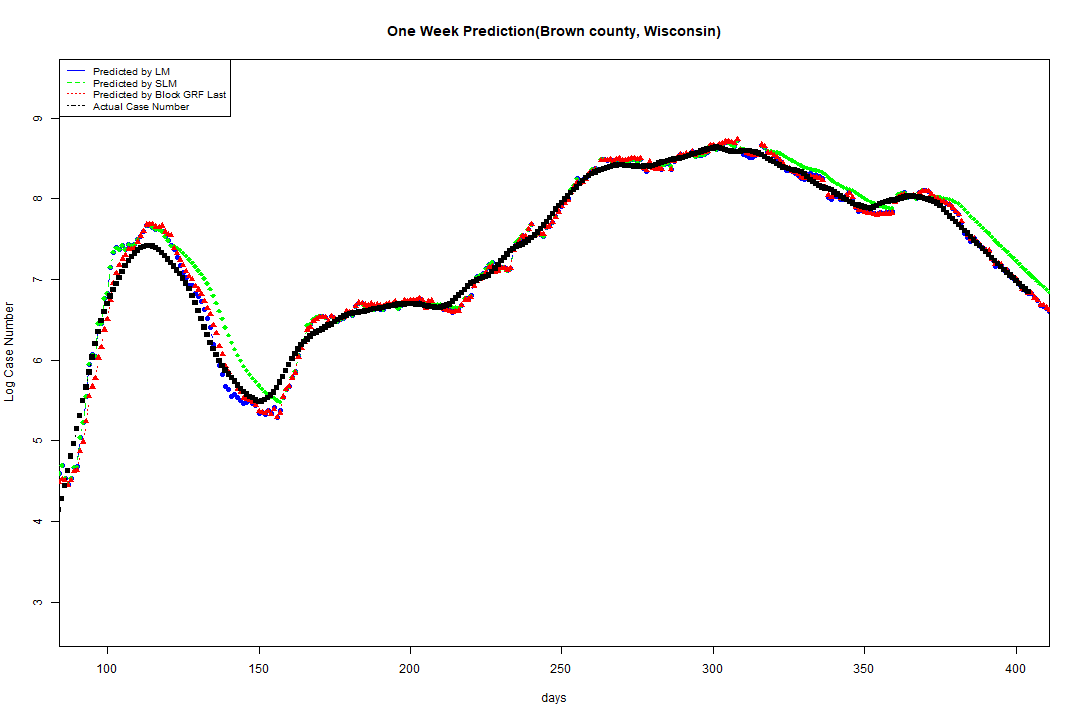 One Week Prediction(Brown county, Wisconsin)
Predicted by LM
Predicted by SLM
Predicted by Block GRF Last
Actual Case Number
Log Case Number
9
8
7
6
5
4
3
100 150 200 250 300 350 400
days